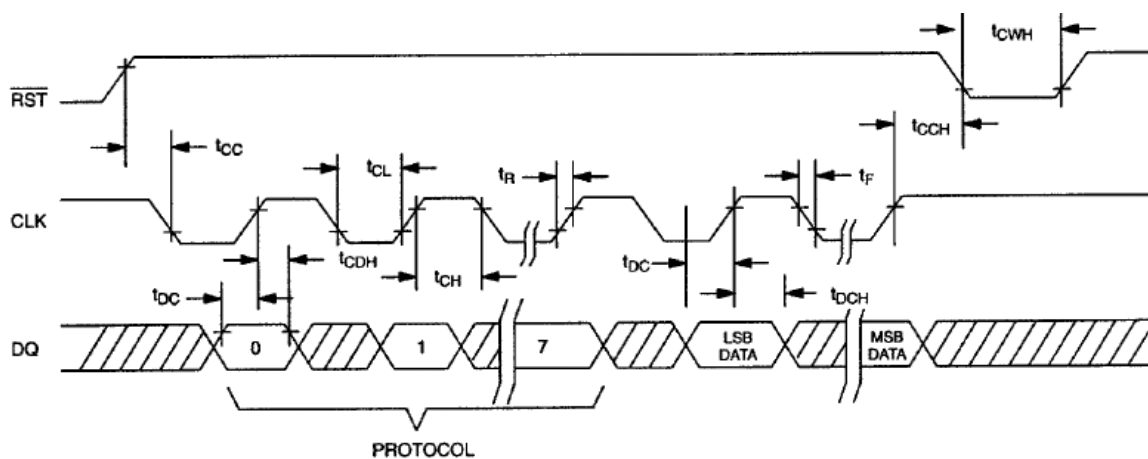 tCWH
RST
tCCH
tCC
tCL
tR
tF
CLK
tCDH
tCH
tDC
tDCH
tDC
DQ
0
1
7
LSB
DATA
MSB
DATA
PROTOCOL